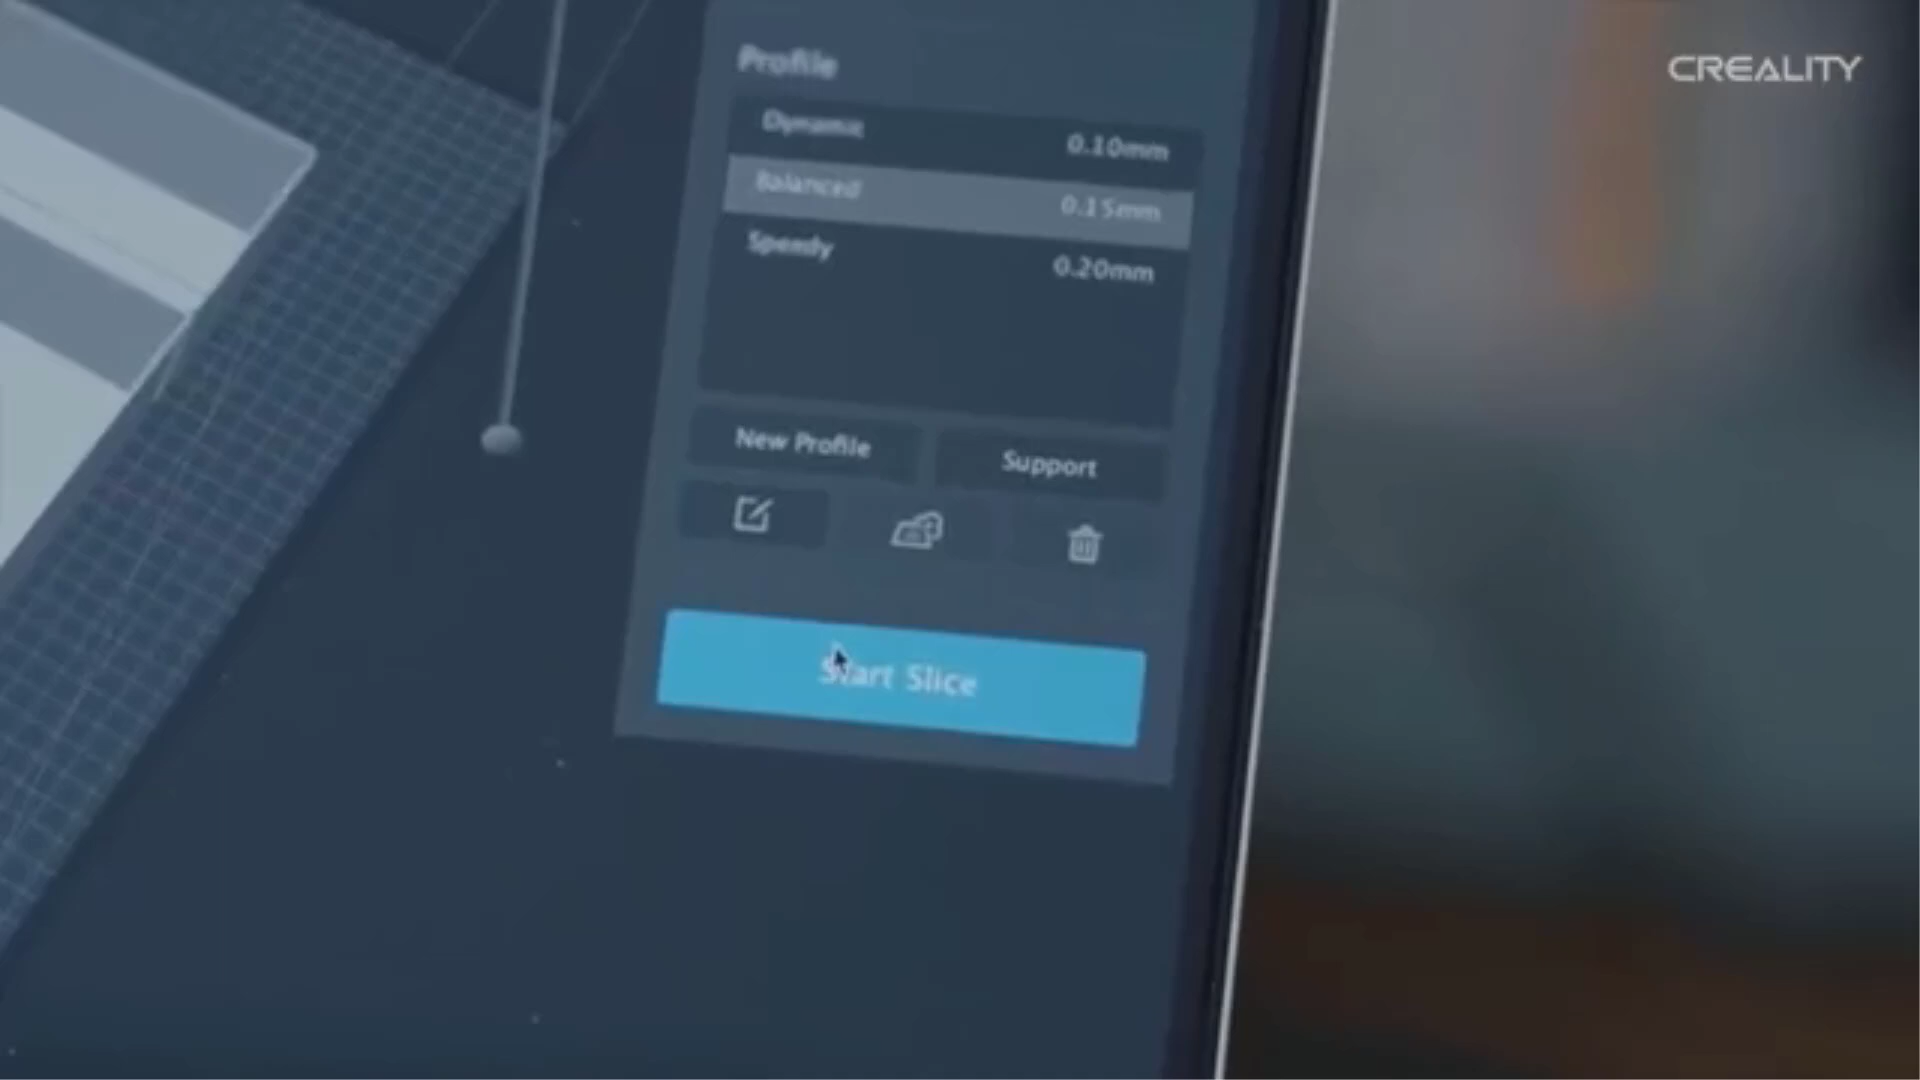 CREALITY
Profile
Dynamic 0.10mm
Balanced 0.15mm
Speedy 0.20mm
New Profile Support
Start Slice